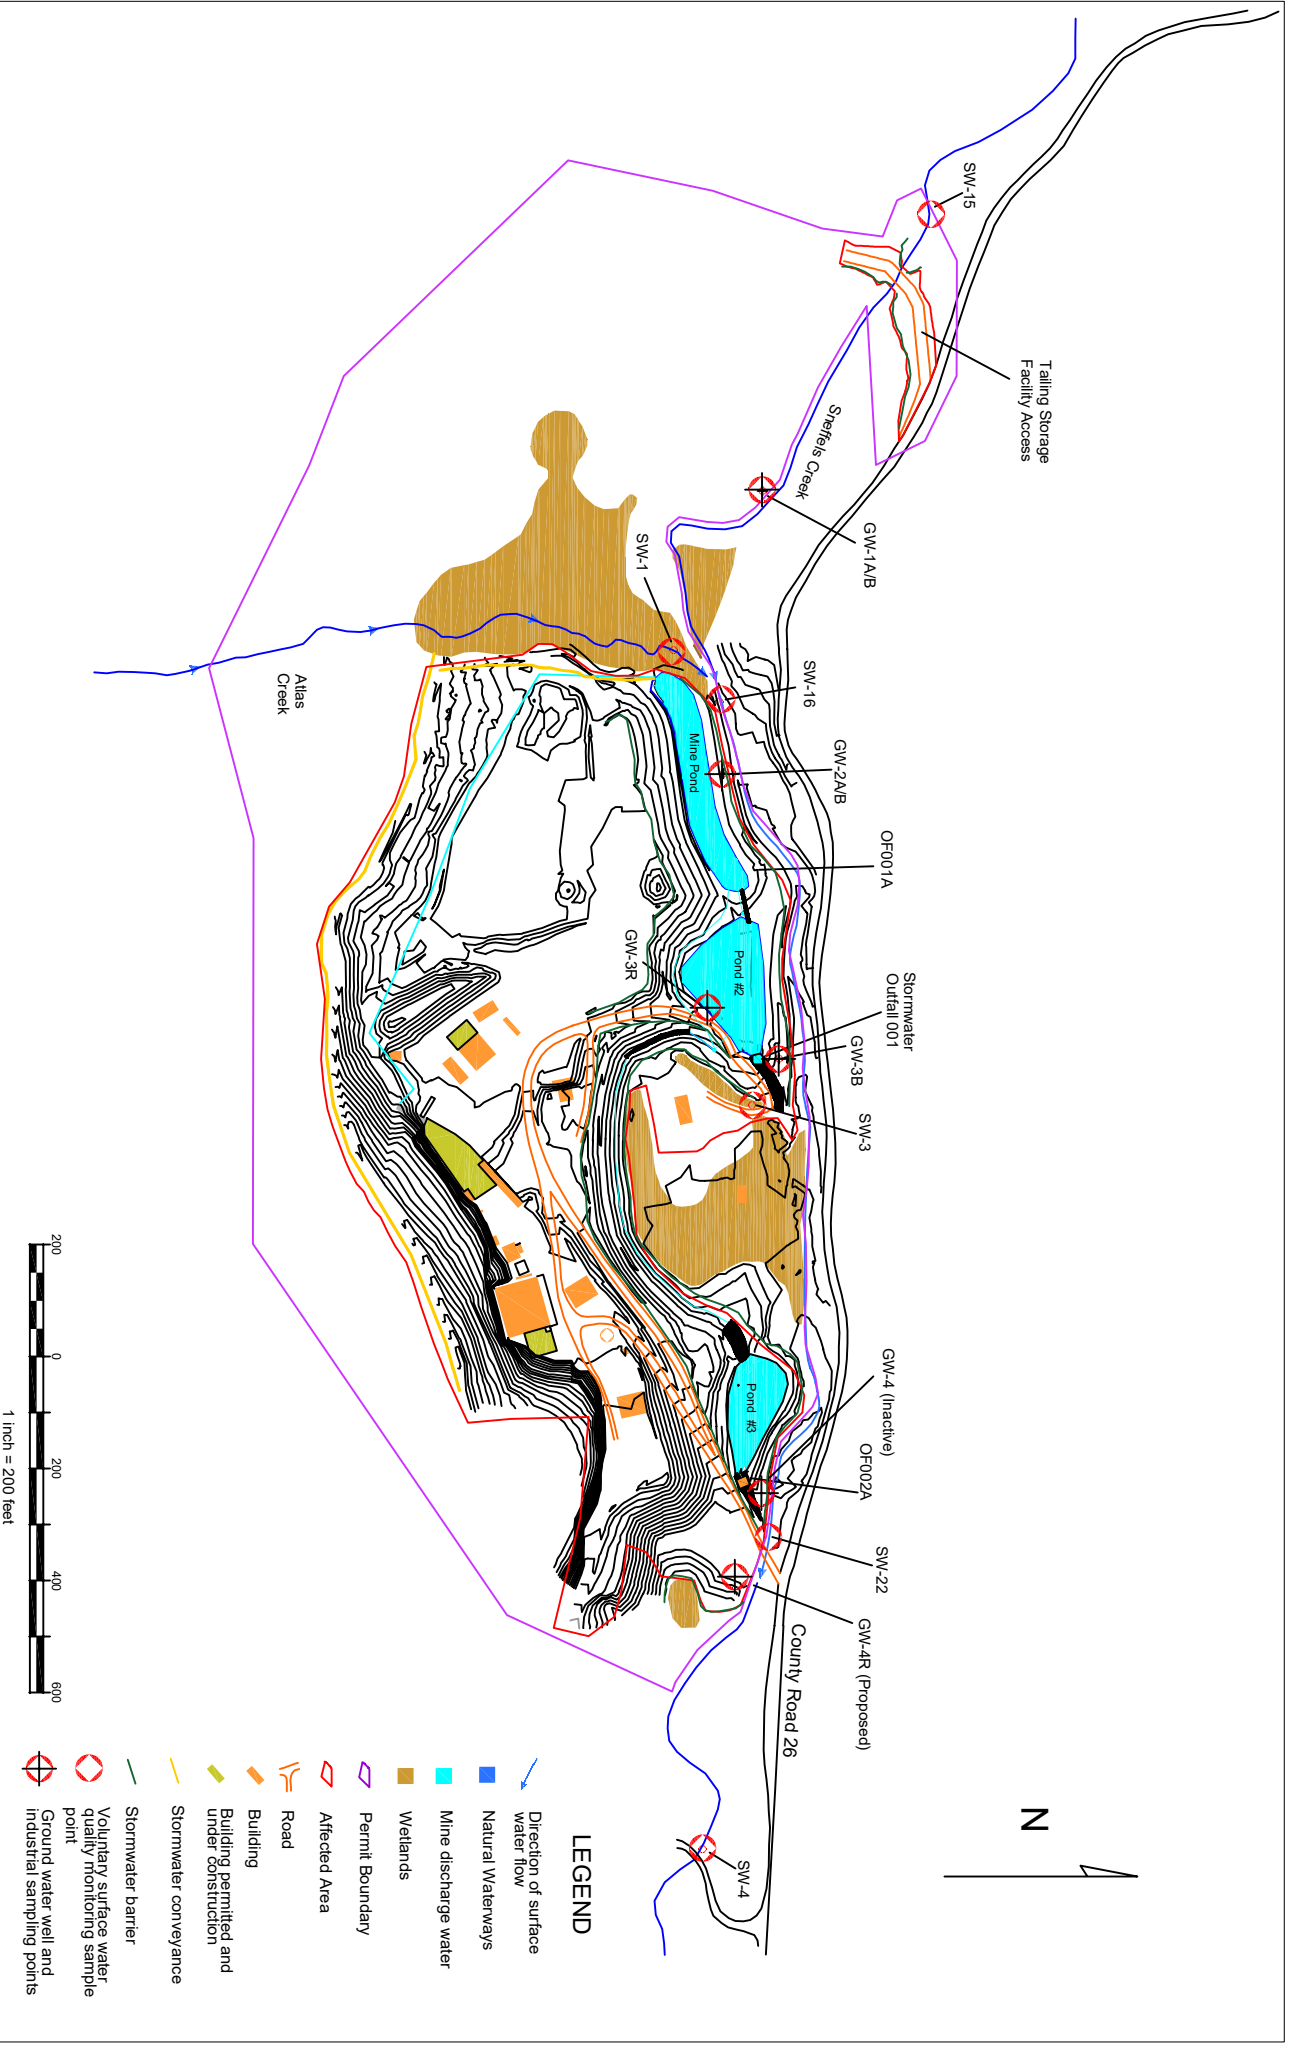 SW-15
Tailing Storage
Facility Access
Sneffels Creek
GW-1A/B
SW-1
SW-16
Atlas
Creek
Mine Pond
GW-2A/B
OF001A
GW-3R
Pond #2
Stormwater
Outfall 001
GW-3B
SW-3
Pond #3
GW-4 (Inactive)
OF002A
SW-22
GW-4R (Proposed)
County Road 26
SW-4
N
200
0
200
400
600
1 inch = 200 feet
LEGEND
Direction of surface
water flow
Natural Waterways
Mine discharge water
Wetlands
Permit Boundary
Affected Area
Road
Building
Building permitted and
under construction
Stormwater conveyance
Stormwater barrier
Voluntary surface water
quality monitoring sample
point
Ground water well and
industrial sampling points